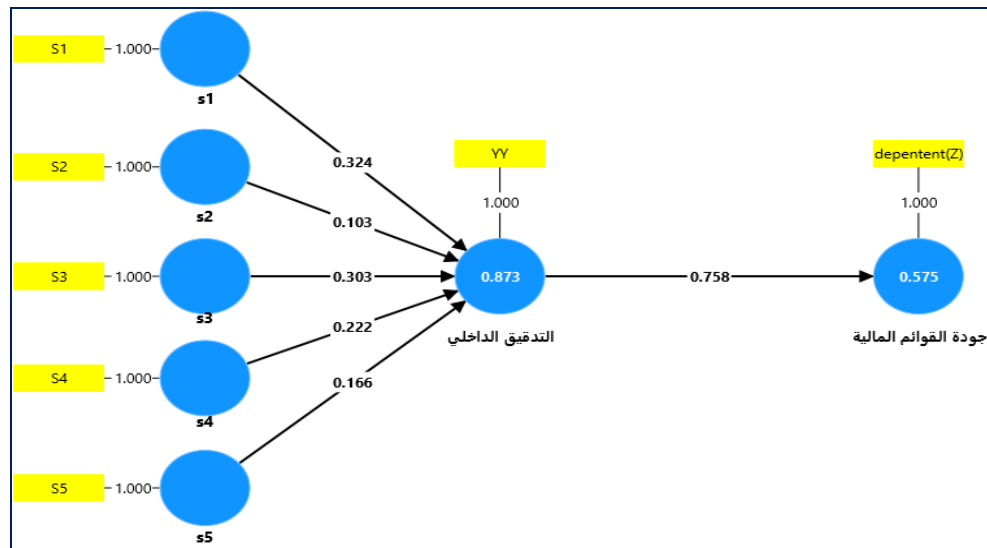 S1
1.000
s1
0.324
S2
1.000
s2
0.103
YY
1.000
depentent(Z)
1.000
S3
1.000
s3
0.303
0.873
0.758
0.575
التدقيق الداخلي
جودة القوائم المالية
0.222
S4
1.000
s4
0.166
S5
1.000
s5